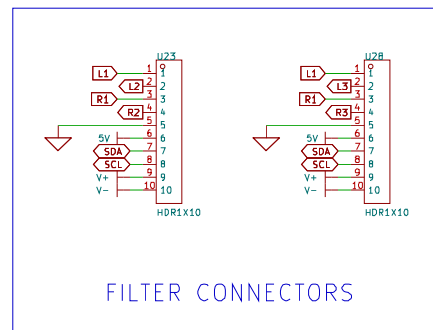 U23 U28
L1 1 1 L1 1 1
L2 2 2 L3 2 2
R1 3 3 R1 3 3
R2 4 4 R3 4 4
5 5 5 5
5V 6 6 5V 6 6
SDA 7 7 SDA 7 7
SCL 8 8 SCL 8 8
V+ 9 9 V+ 9 9
V- 10 10 V- 10 10
HDR1X10 HDR1X10
FILTER CONNECTORS